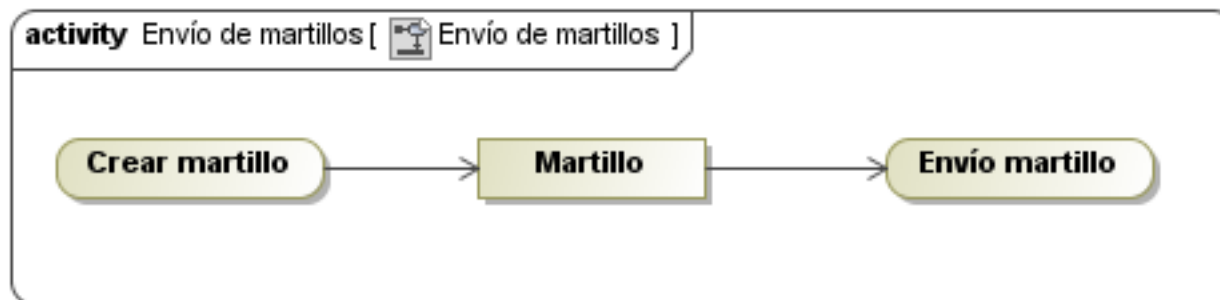 activity Envío de martillos [ Envío de martillos ]
Crear martillo
Martillo
Envío martillo